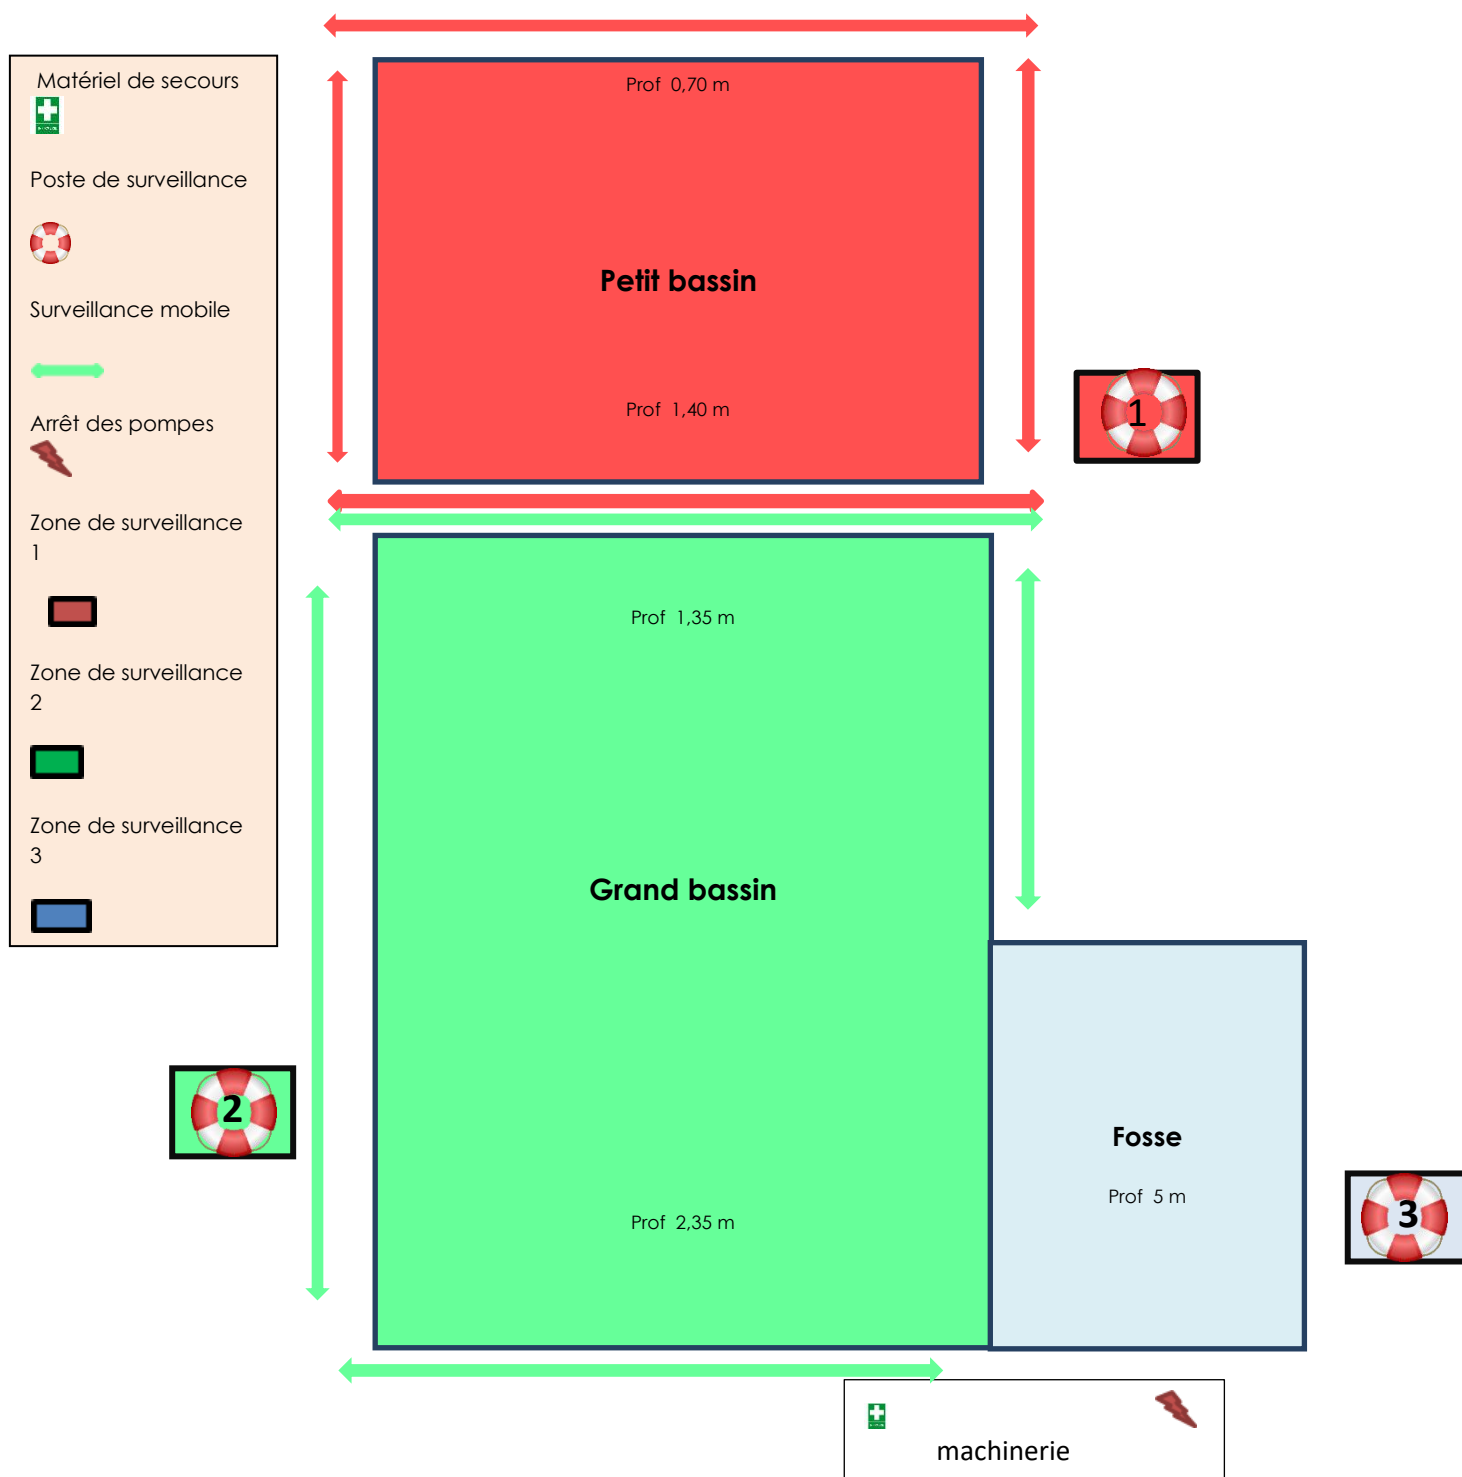 Matériel de secours
Poste de surveillance
Surveillance mobile
Arrêt des pompes
Zone de surveillance
1
Zone de surveillance
2
Zone de surveillance
3
Prof 0,70 m
Petit bassin
Prof 1,40 m
1
Prof 1,35 m
Grand bassin
2
Prof 2,35 m
Fosse
Prof 5 m
3
machinerie